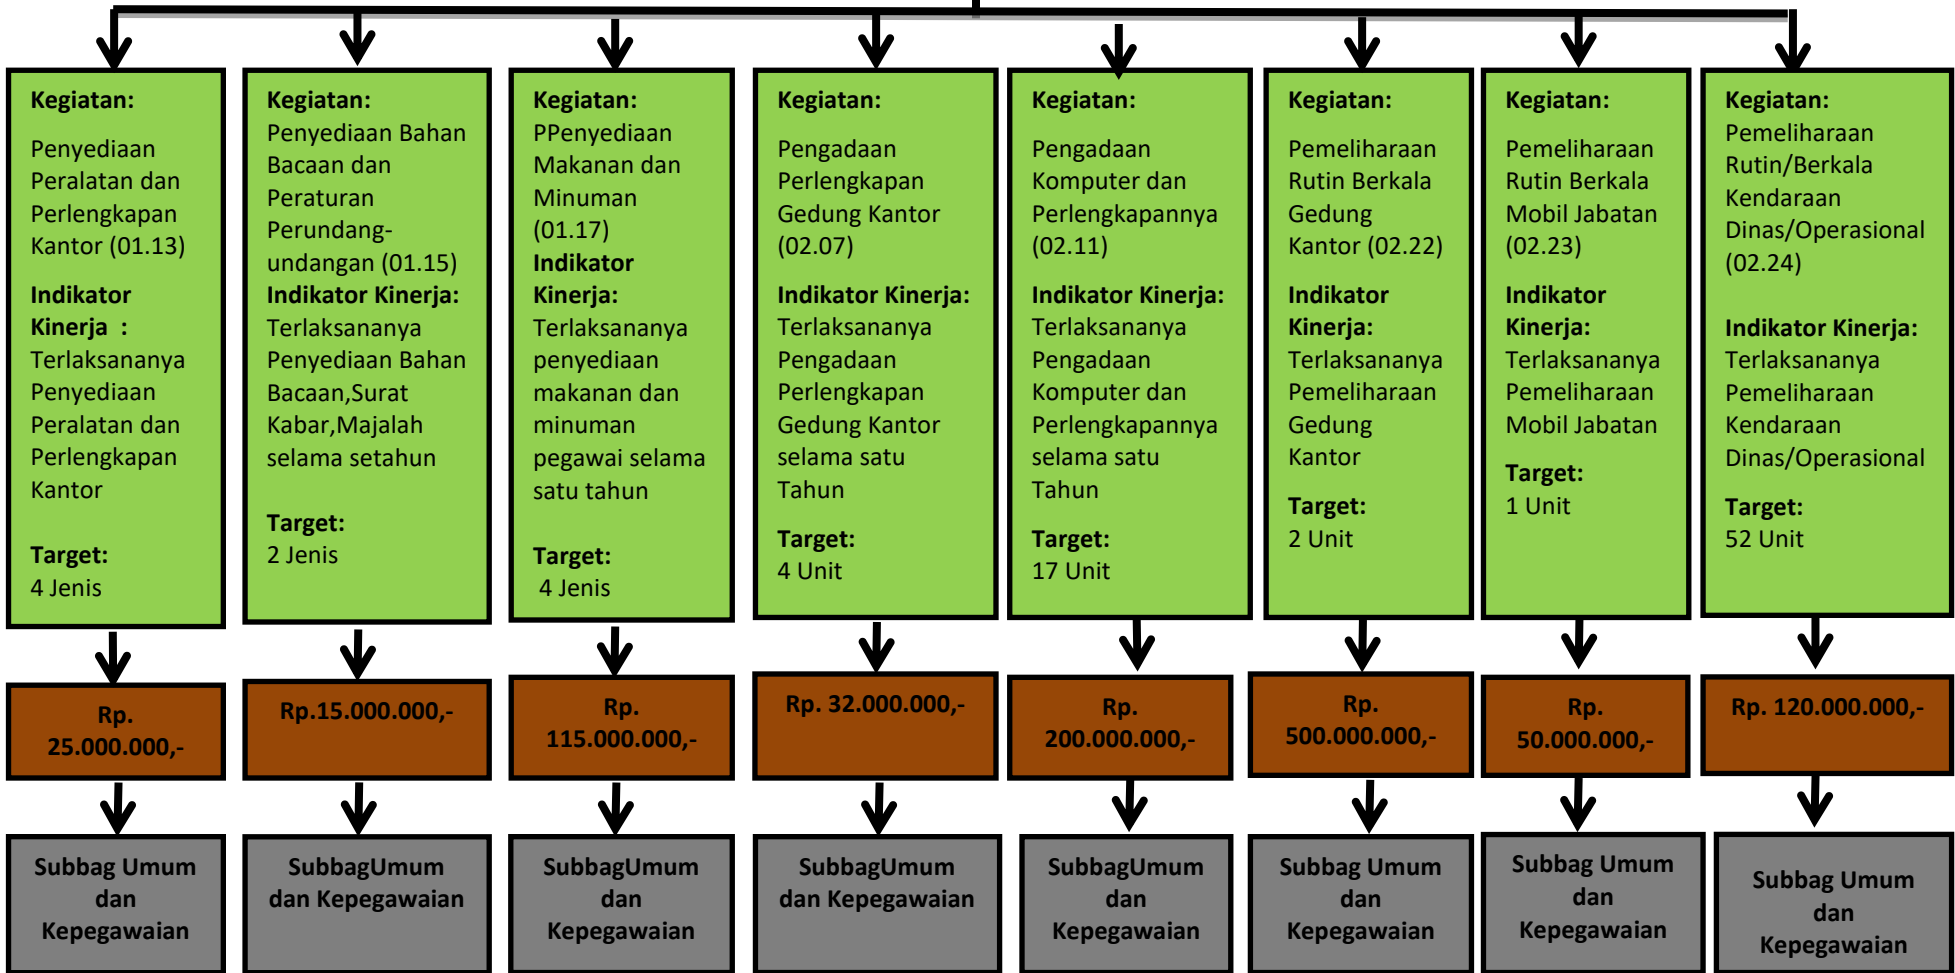 Kegiatan:
Penyediaan
Peralatan dan
Perlengkapan
Kantor (01.13)
Indikator
Kinerja  :
Terlaksananya
Penyediaan
Peralatan dan
Perlengkapan
Kantor
Target:
4 Jenis
Rp.
25.000.000,-
Subbag Umum
dan
Kepegawaian
Kegiatan:
Penyediaan Bahan
Bacaan dan
Peraturan
Perundang-
undangan (01.15)
Indikator Kinerja:
Terlaksananya
Penyediaan Bahan
Bacaan,Surat
Kabar,Majalah
selama setahun
Target:
2 Jenis
Rp.15.000.000,-
SubbagUmum
dan Kepegawaian
Kegiatan:
PPenyediaan
Makanan dan
Minuman
(01.17)
Indikator
Kinerja:
Terlaksananya
penyediaan
makanan dan
minuman
pegawai selama
satu tahun
Target:
4 Jenis
Rp.
115.000.000,-
SubbagUmum
dan
Kepegawaian
Kegiatan:
Pengadaan
Perlengkapan
Gedung Kantor
(02.07)
Indikator Kinerja:
Terlaksananya
Pengadaan
Perlengkapan
Gedung Kantor
selama satu
Tahun
Target:
4 Unit
Rp. 32.000.000,-
SubbagUmum
dan Kepegawaian
Kegiatan:
Pengadaan
Komputer dan
Perlengkapannya
(02.11)
Indikator Kinerja:
Terlaksananya
Pengadaan
Komputer dan
Perlengkapannya
selama satu
Tahun
Target:
17 Unit
Rp.
200.000.000,-
SubbagUmum
dan
Kepegawaian
Kegiatan:
Pemeliharaan
Rutin Berkala
Gedung
Kantor (02.22)
Indikator
Kinerja:
Terlaksananya
Pemeliharaan
Gedung
Kantor
Target:
2 Unit
Rp.
500.000.000,-
Subbag Umum
dan
Kepegawaian
Kegiatan:
Pemeliharaan
Rutin Berkala
Mobil Jabatan
(02.23)
Indikator
Kinerja:
Terlaksananya
Pemeliharaan
Mobil Jabatan
Target:
1 Unit
Rp.
50.000.000,-
Subbag Umum
dan
Kepegawaian
Kegiatan:
Pemeliharaan
Rutin/Berkala
Kendaraan
Dinas/Operasional
(02.24)
Indikator Kinerja:
Terlaksananya
Pemeliharaan
Kendaraan
Dinas/Operasional
Target:
52 Unit
Rp. 120.000.000,-
Subbag Umum
dan
Kepegawaian